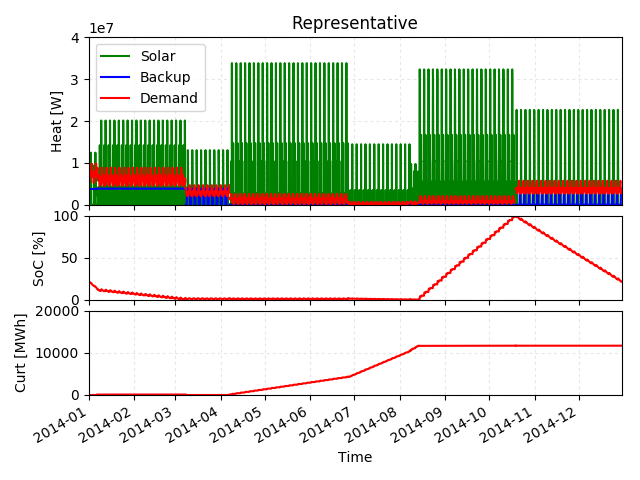 Representative
1e7
4
3
2
1
0
Heat [W]
Solar
Backup
Demand
100
50
0
SoC [%]
20000
10000
0
Curt [MWh]
2014-01
2014-02
2014-03
2014-04
2014-05
2014-06
2014-07
2014-08
2014-09
2014-10
2014-11
2014-12
Time